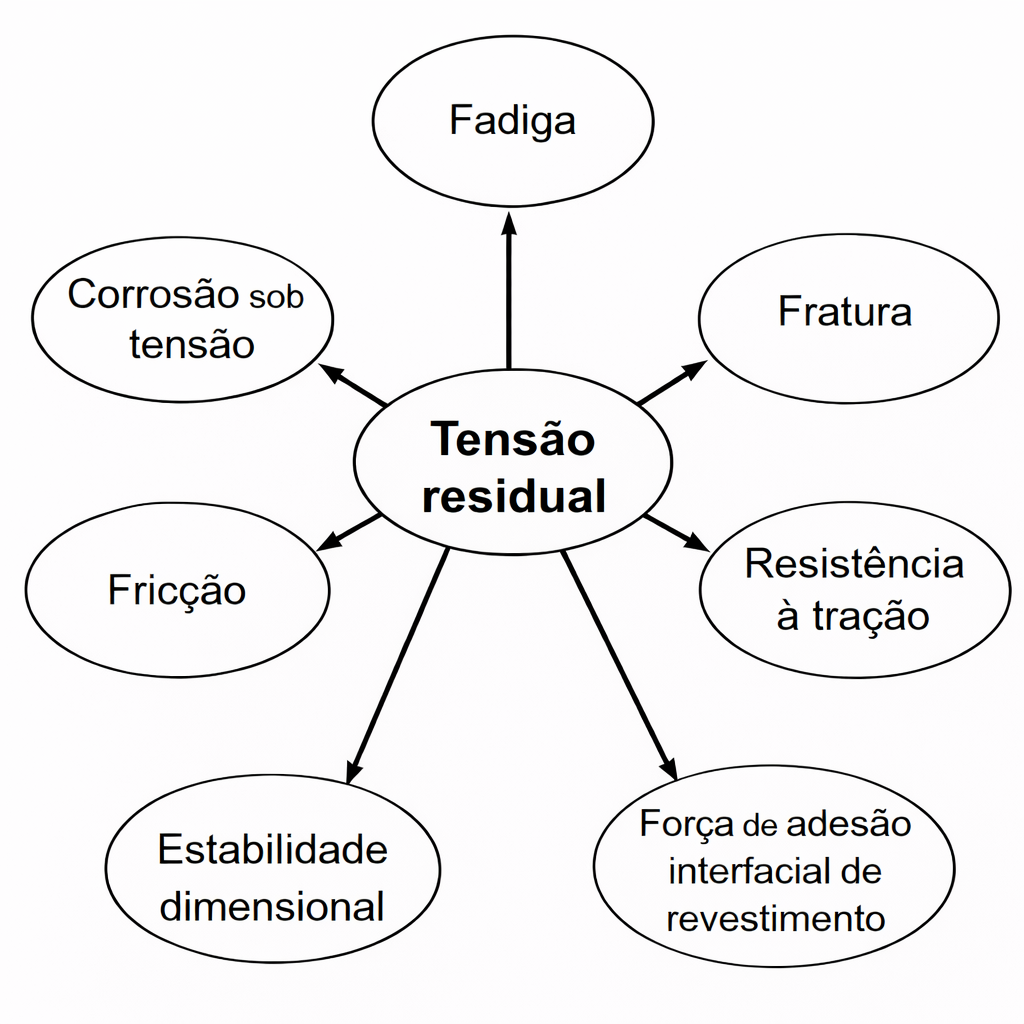 Fadiga
Corrosão sob
tensão
Fratura
Tensão
residual
Fricção
Resistência
à tração
Estabilidade
dimensional
Força de adesão
interfacial de
revestimento